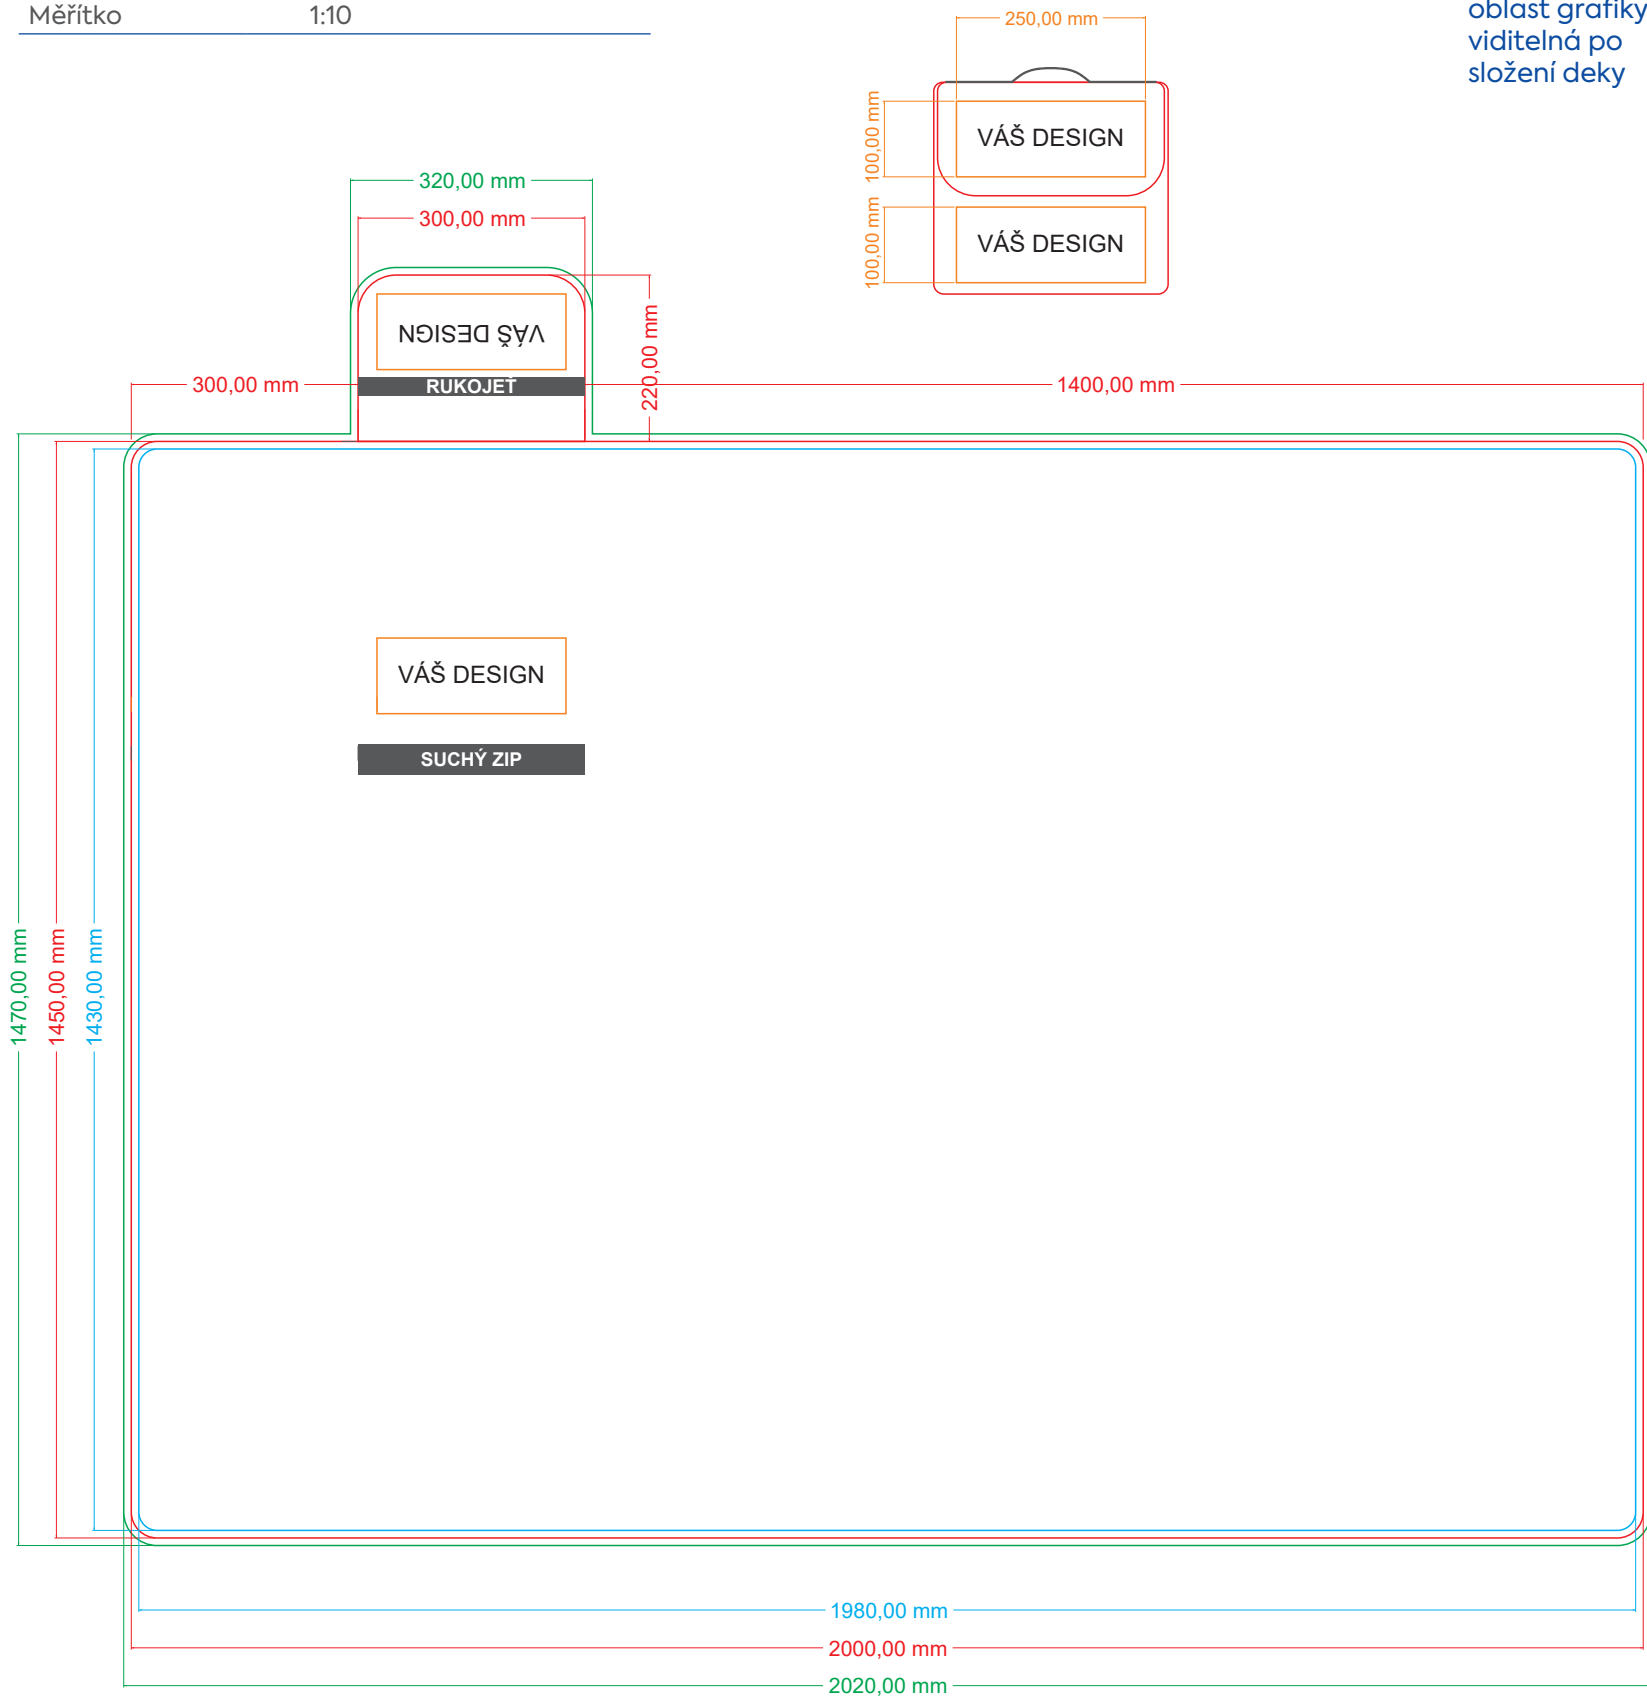 Měřítko 1:10
oblast grafiky
viditelná po
složení deky
250,00 mm
100,00 mm
VÁŠ DESIGN
100,00 mm
VÁŠ DESIGN
320,00 mm
300,00 mm
VÁŠ DESIGN
220,00 mm
300,00 mm
RUKOJEŤ
1400,00 mm
VÁŠ DESIGN
SUCHÝ ZIP
1470,00 mm
1450,00 mm
1430,00 mm
1980,00 mm
2000,00 mm
2020,00 mm